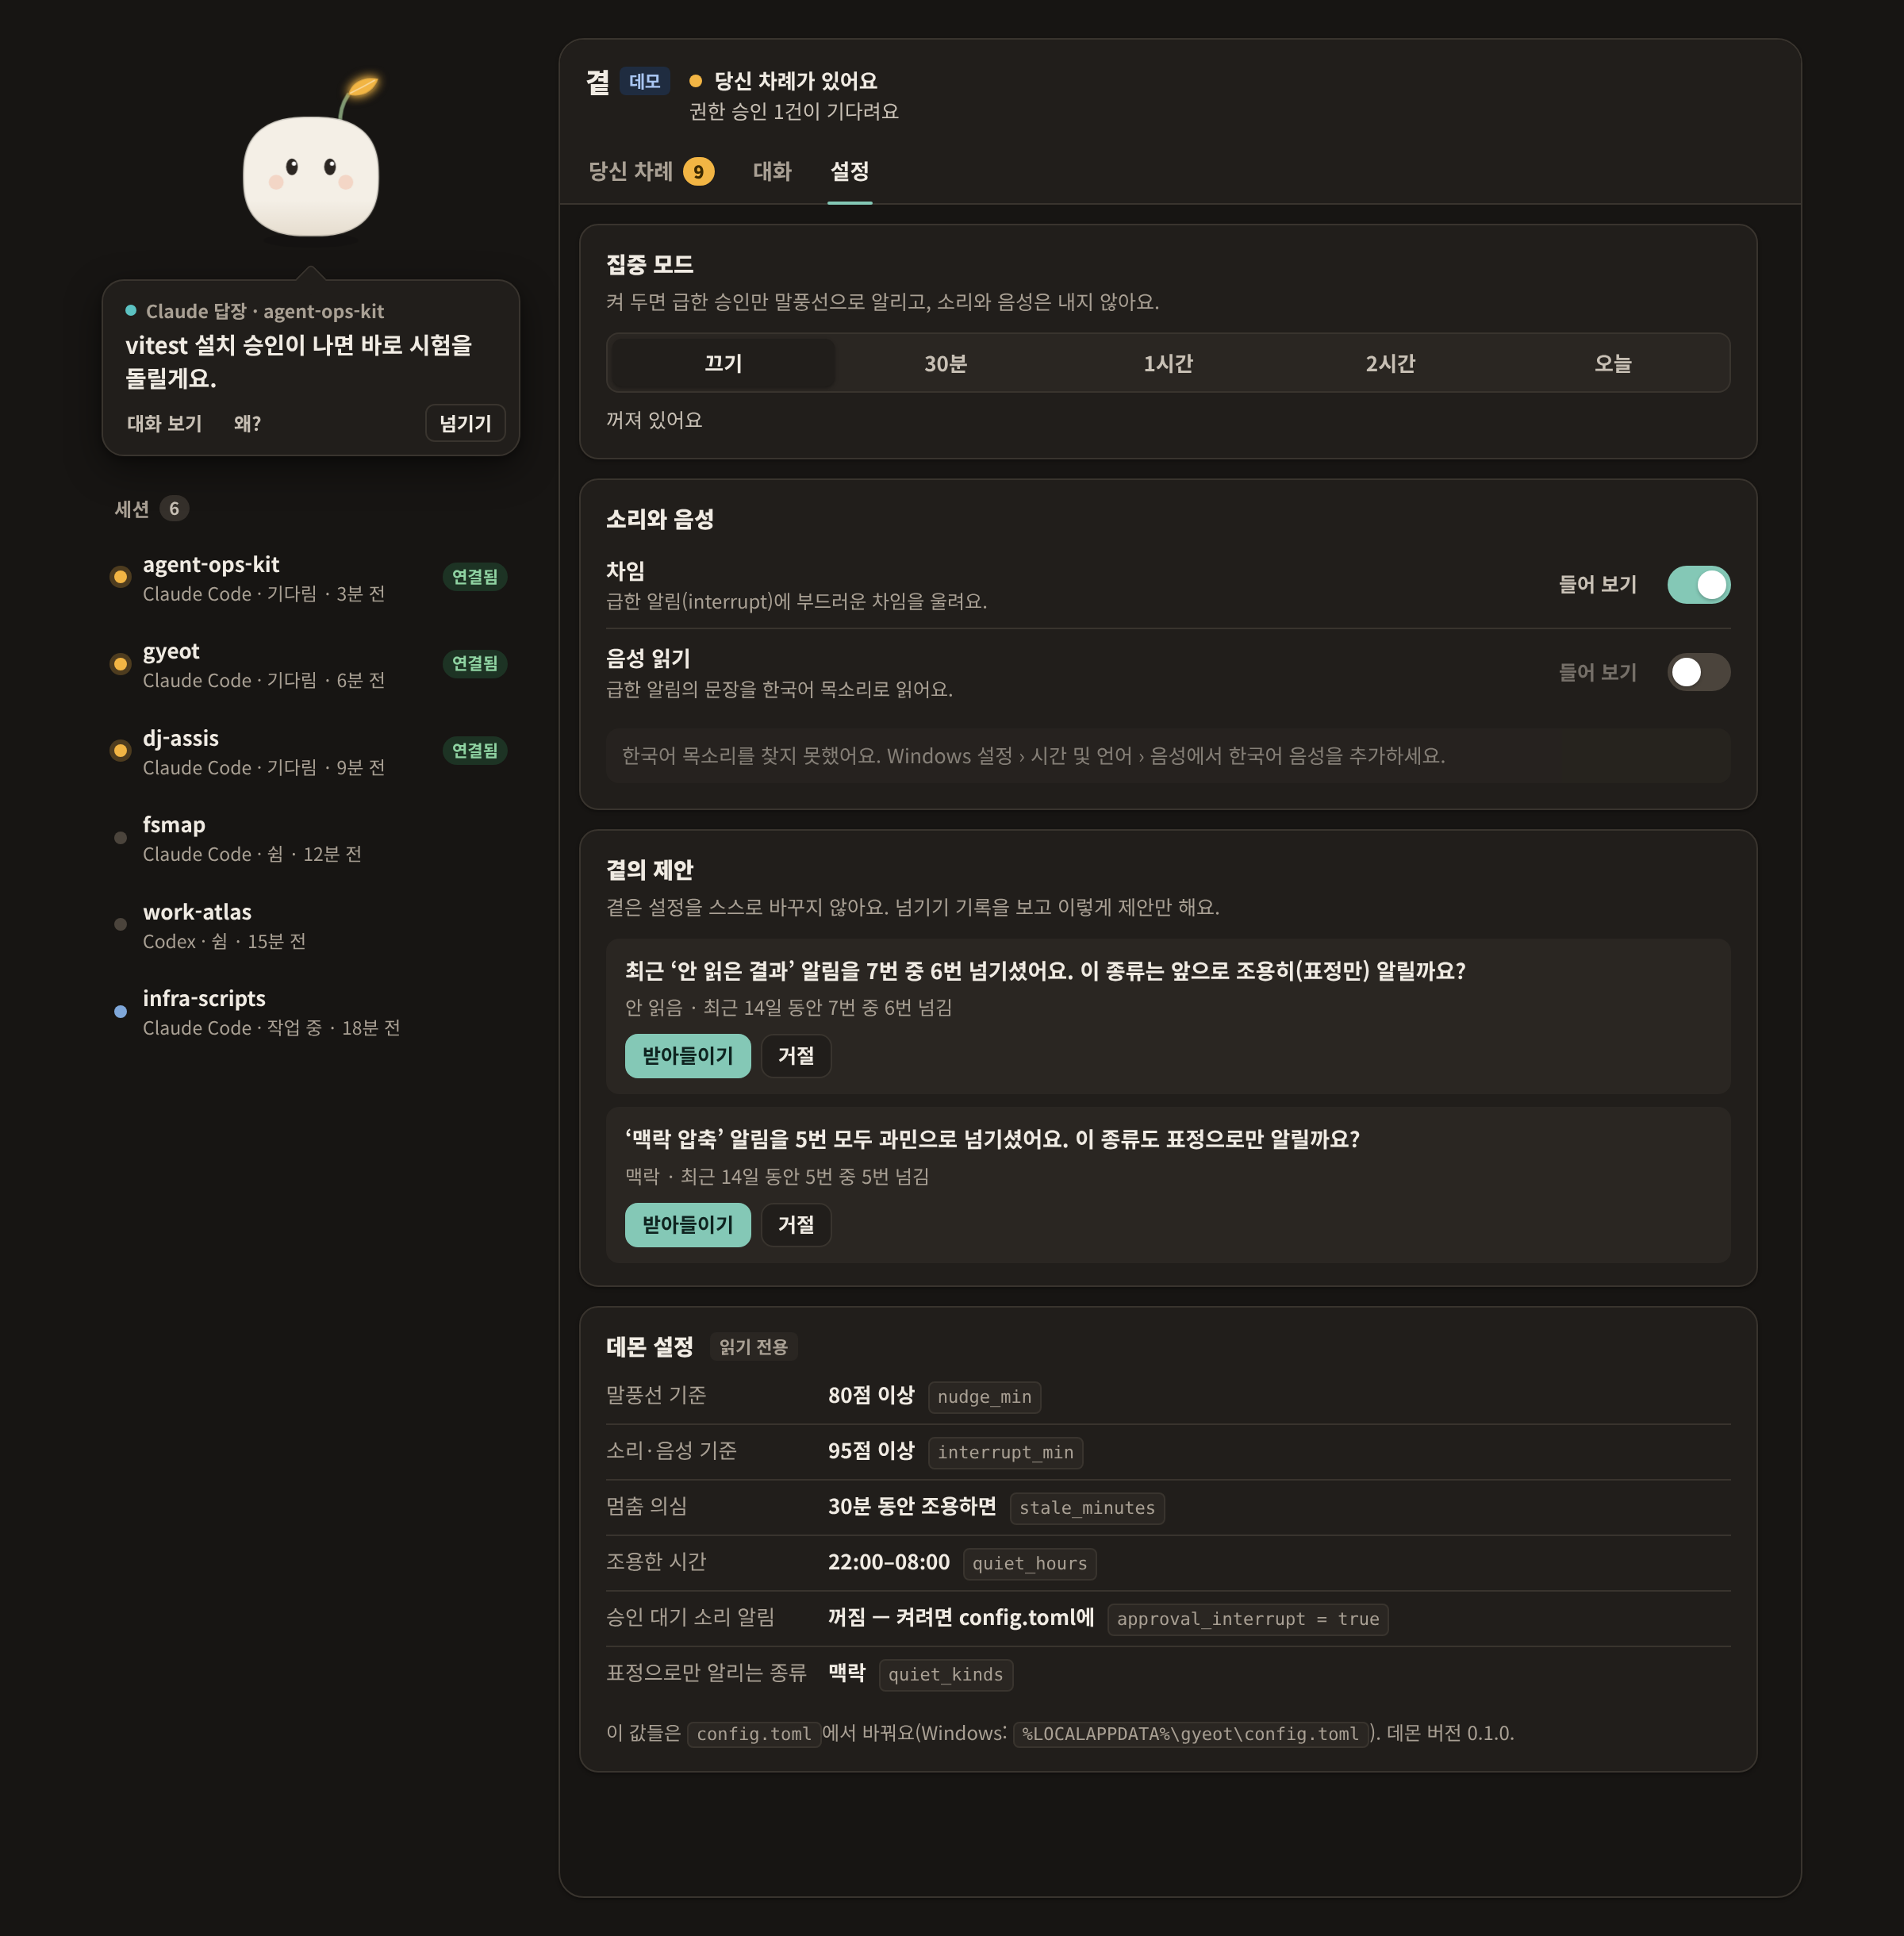 Claude 답장 · agent-ops-kit
vitest 설치 승인이 나면 바로 시험을
돌릴게요.
대화 보기 왜? 넘기기
세션 6
agent-ops-kit
Claude Code · 기다림 · 3분 전
연결됨
gyeot
Claude Code · 기다림 · 6분 전
연결됨
dj-assis
Claude Code · 기다림 · 9분 전
연결됨
fsmap
Claude Code · 쉼 · 12분 전
work-atlas
Codex · 쉼 · 15분 전
infra-scripts
Claude Code · 작업 중 · 18분 전
곁 데모 당신 차례가 있어요
권한 승인 1건이 기다려요
당신 차례 9 대화 설정
집중 모드
켜 두면 급한 승인만 말풍선으로 알리고, 소리와 음성은 내지 않아요.
끄기 30분 1시간 2시간 오늘
꺼져 있어요
소리와 음성
차임
급한 알림(interrupt)에 부드러운 차임을 울려요.
들어 보기
음성 읽기
급한 알림의 문장을 한국어 목소리로 읽어요.
들어 보기
한국어 목소리를 찾지 못했어요. Windows 설정 › 시간 및 언어 › 음성에서 한국어 음성을 추가하세요.
곁의 제안
곁은 설정을 스스로 바꾸지 않아요. 넘기기 기록을 보고 이렇게 제안만 해요.
최근 ‘안 읽은 결과’ 알림을 7번 중 6번 넘기셨어요. 이 종류는 앞으로 조용히(표정만) 알릴까요?
안 읽음 · 최근 14일 동안 7번 중 6번 넘김
받아들이기 거절
‘맥락 압축’ 알림을 5번 모두 과민으로 넘기셨어요. 이 종류도 표정으로만 알릴까요?
맥락 · 최근 14일 동안 5번 중 5번 넘김
받아들이기 거절
데몬 설정 읽기 전용
말풍선 기준 80점 이상 nudge_min
소리·음성 기준 95점 이상 interrupt_min
멈춤 의심 30분 동안 조용하면 stale_minutes
조용한 시간 22:00–08:00 quiet_hours
승인 대기 소리 알림 꺼짐 — 켜려면 config.toml에 approval_interrupt = true
표정으로만 알리는 종류 맥락 quiet_kinds
이 값들은 config.toml에서 바꿔요(Windows: %LOCALAPPDATA%\gyeot\config.toml). 데몬 버전 0.1.0.